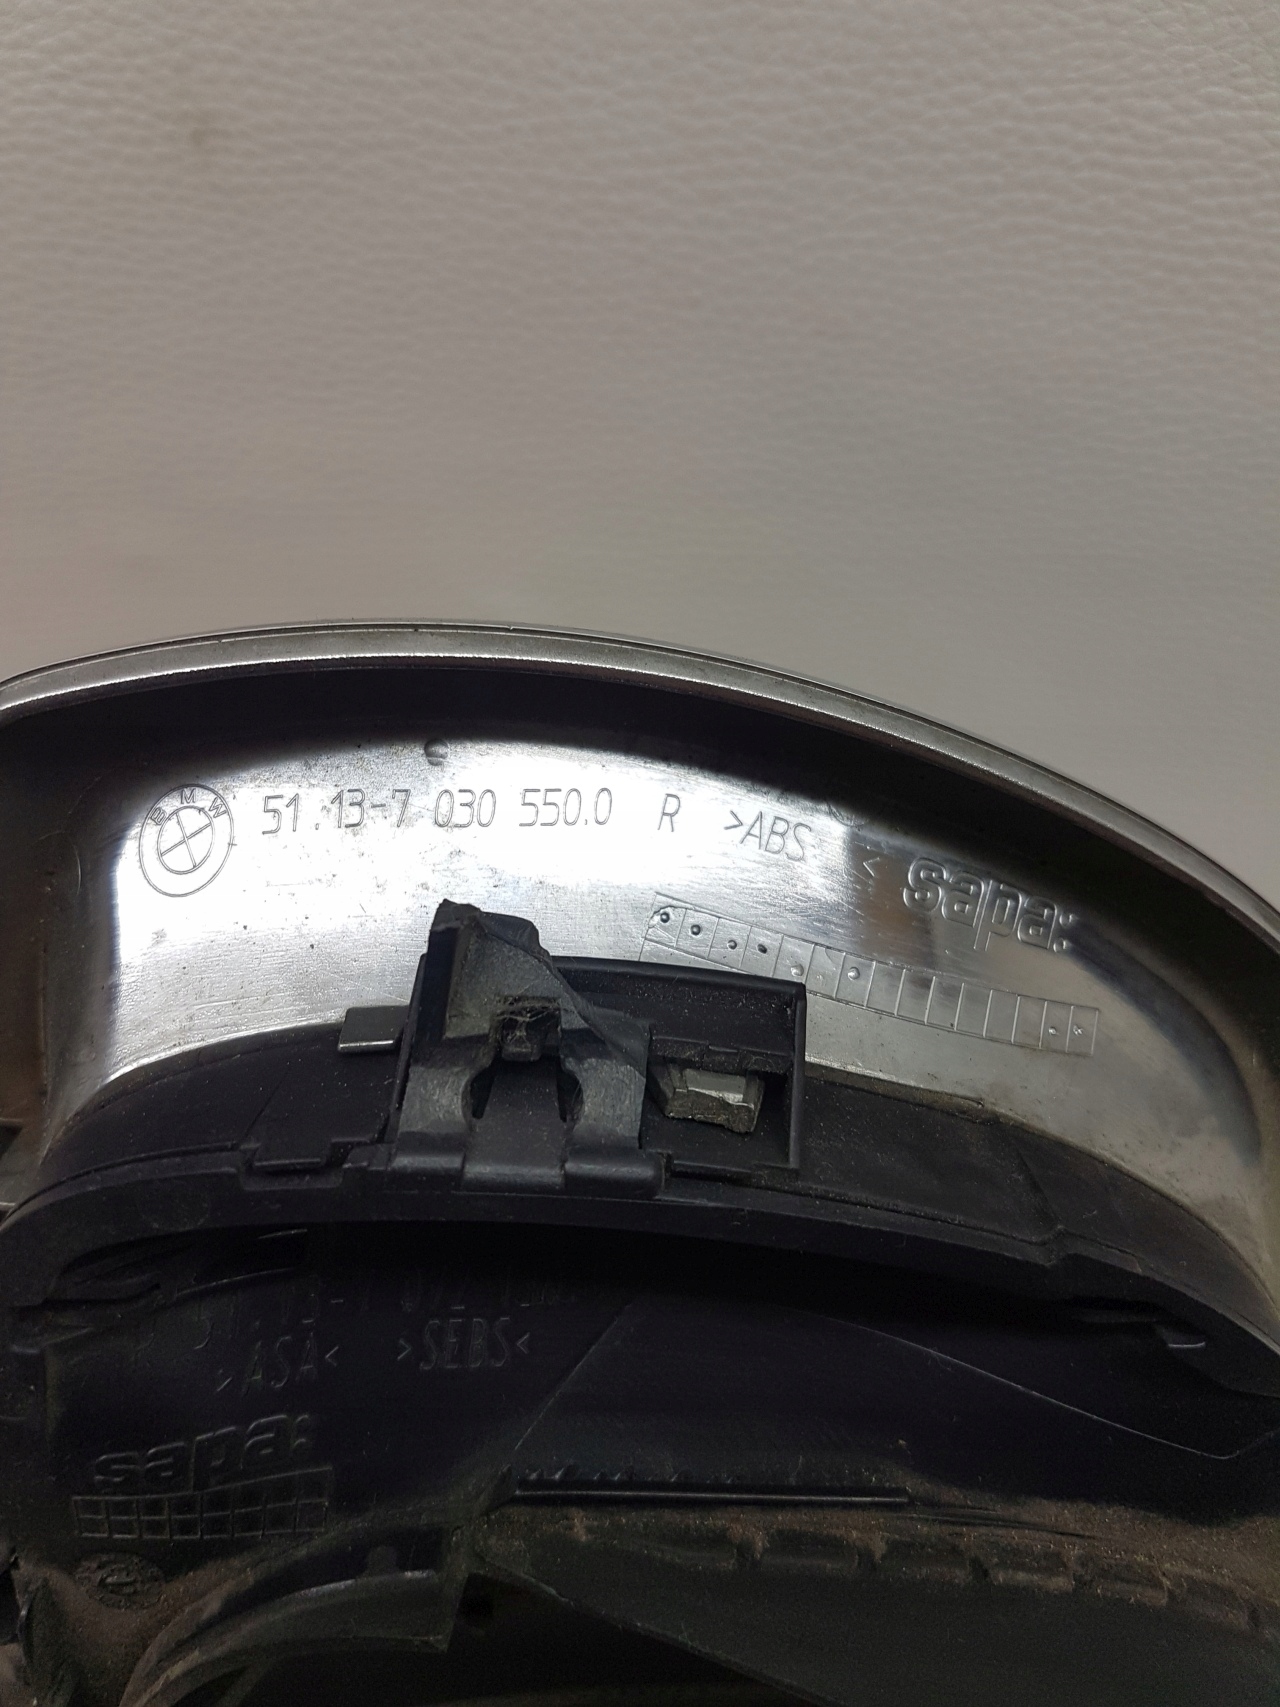 BMW 51.13-7 030 550.0 R >ABS<
sapa:
>ASA< >SEBS<
sapa: